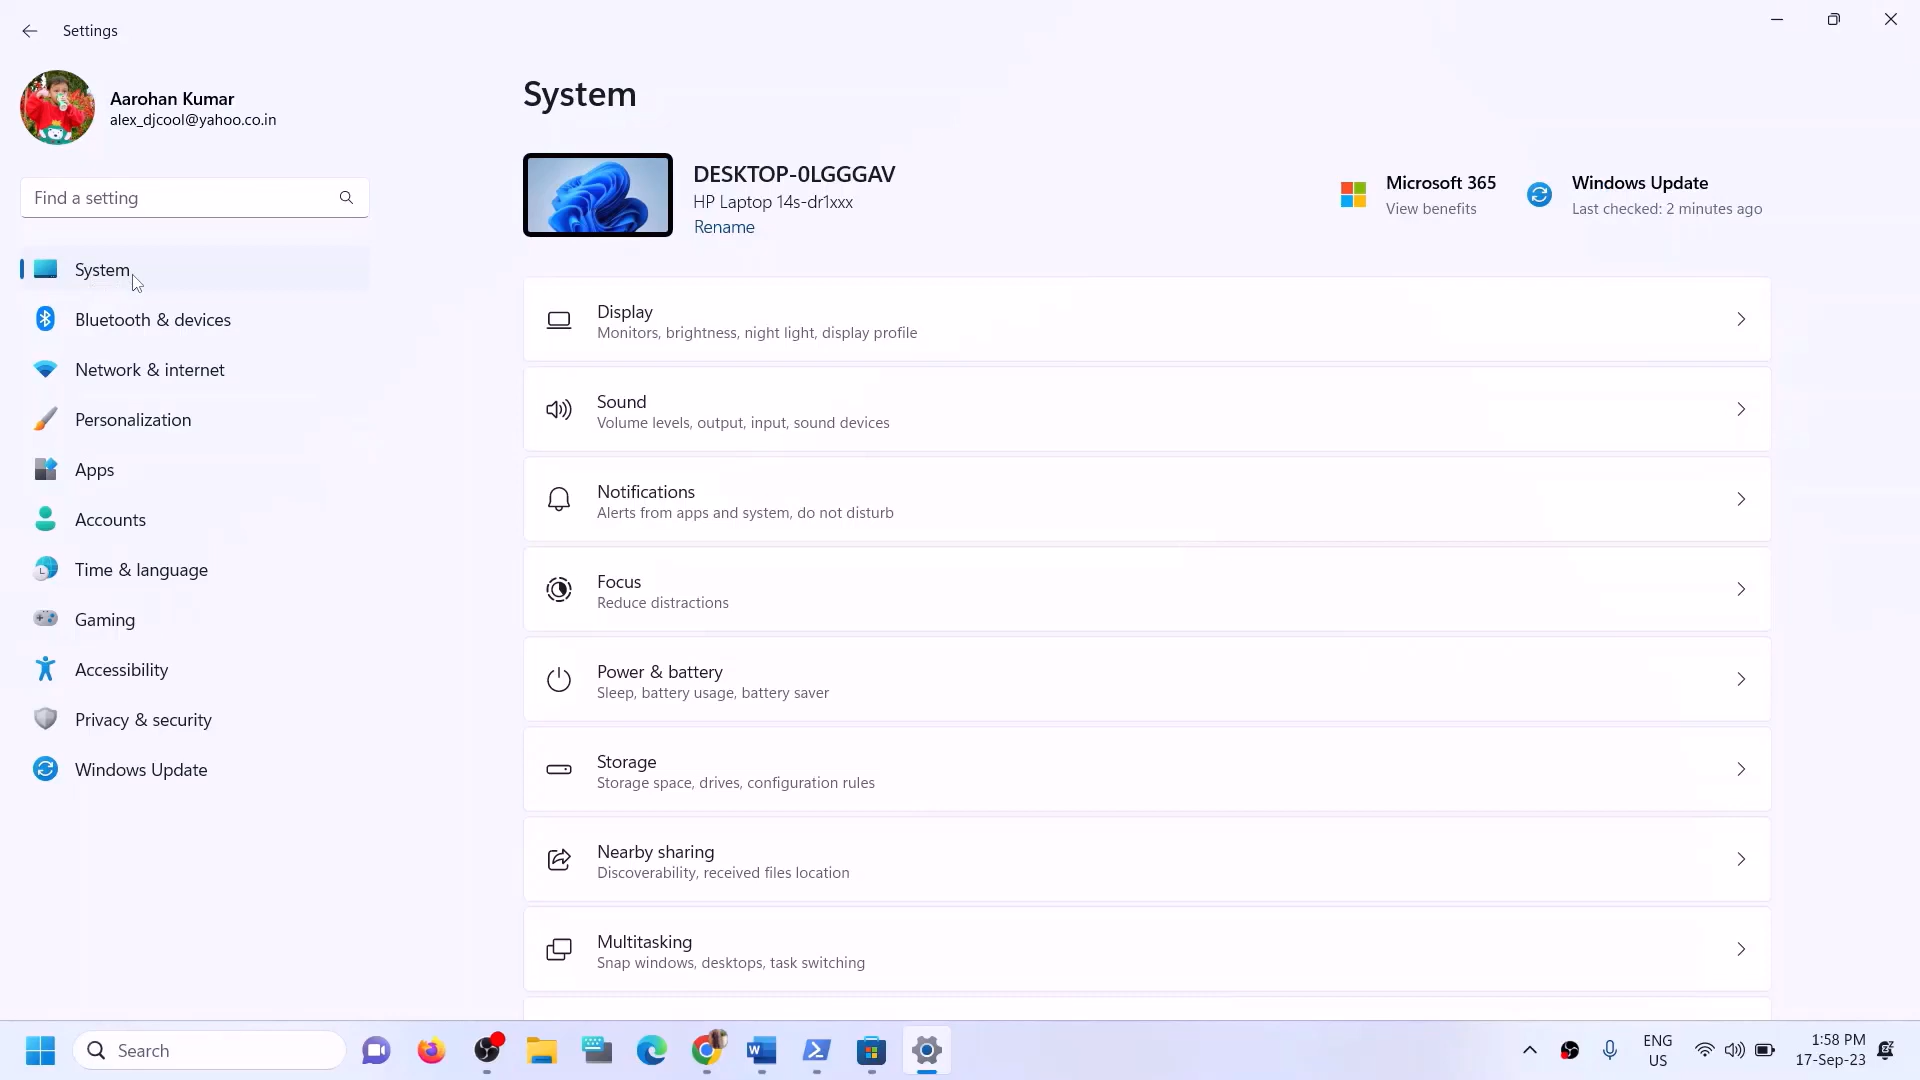 Settings
Aarohan Kumar
alex_djcool@yahoo.co.in
Find a setting
System
Bluetooth & devices
Network & internet
Personalization
Apps
Accounts
Time & language
Gaming
Accessibility
Privacy & security
Windows Update
System
DESKTOP-0LGGGAV
HP Laptop 14s-dr1xxx
Rename
Microsoft 365
View benefits
Windows Update
Last checked: 2 minutes ago
Display
Monitors, brightness, night light, display profile
Sound
Volume levels, output, input, sound devices
Notifications
Alerts from apps and system, do not disturb
Focus
Reduce distractions
Power & battery
Sleep, battery usage, battery saver
Storage
Storage space, drives, configuration rules
Nearby sharing
Discoverability, received files location
Multitasking
Snap windows, desktops, task switching
Search
ENG
US
1:58 PM
17-Sep-23